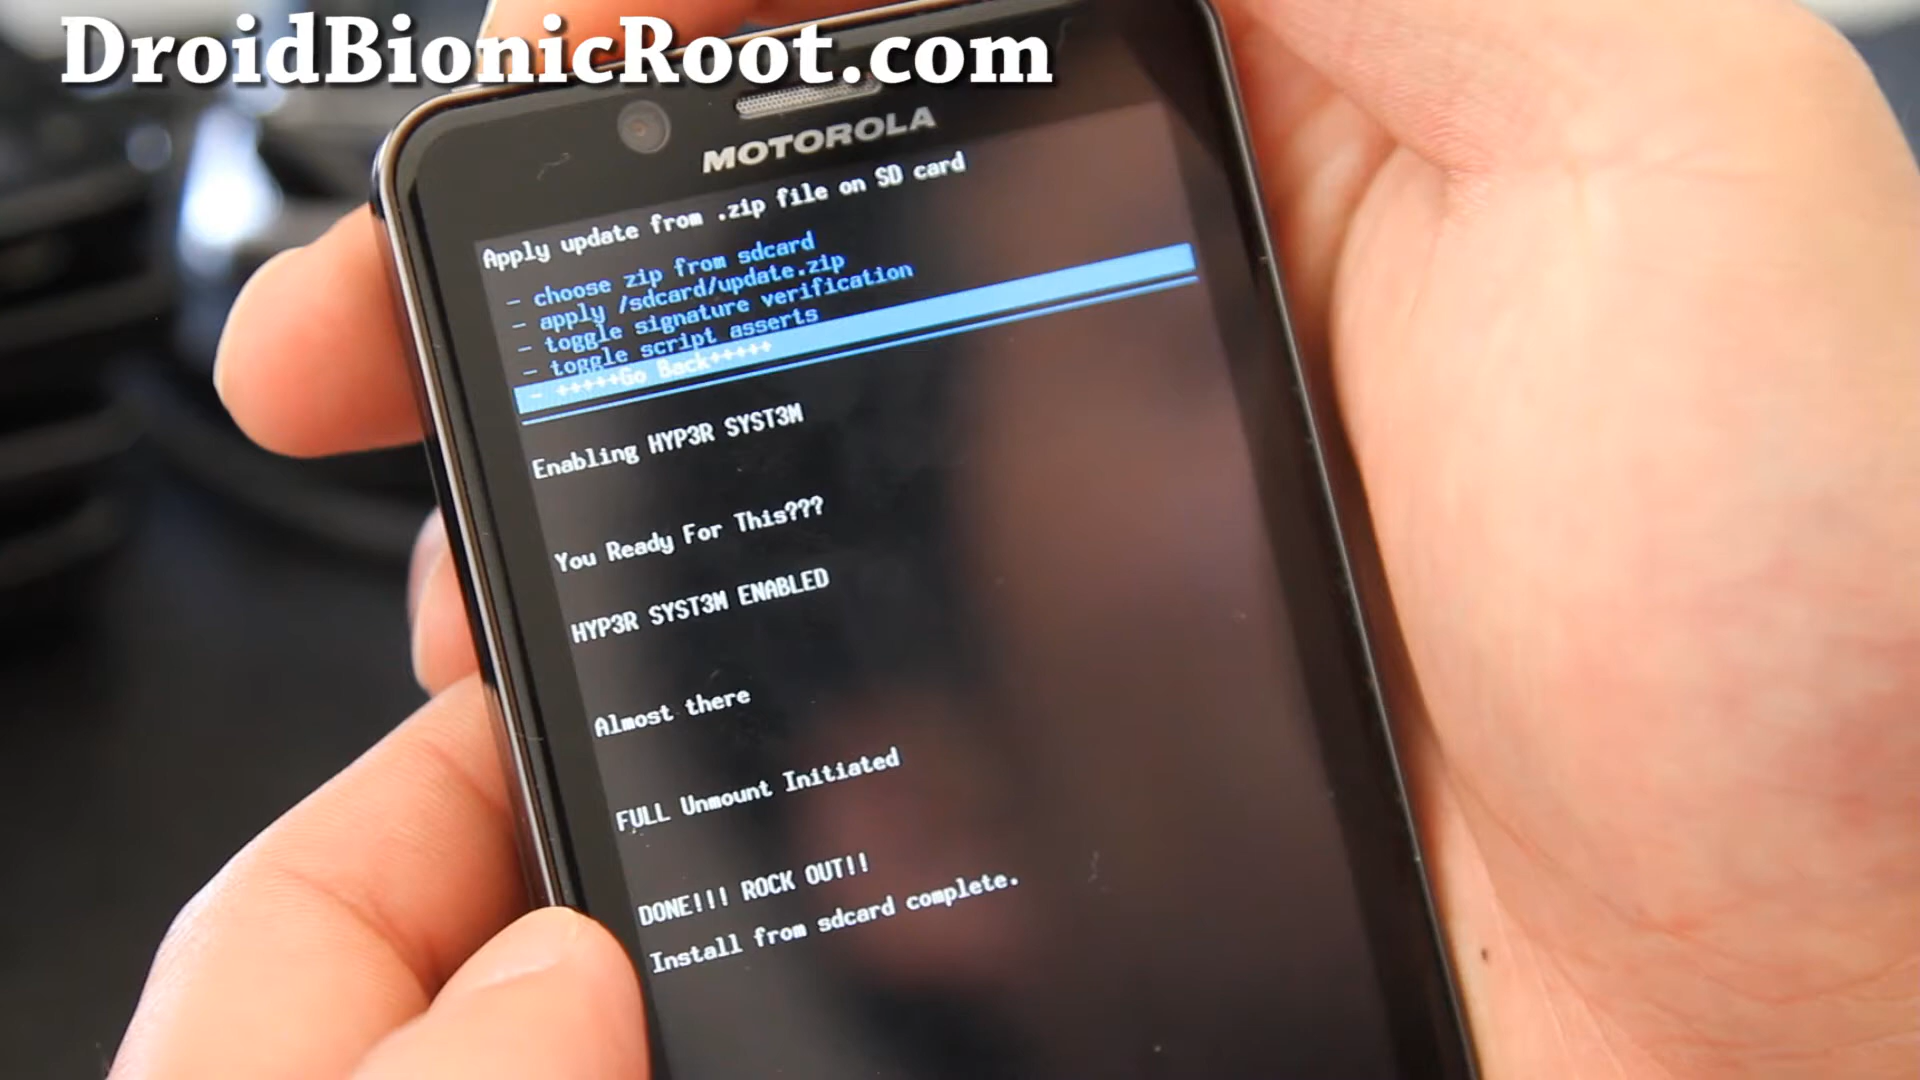 DroidBionicRoot.com
MOTOROLA
Apply update from .zip file on SD card
- choose zip from sdcard
- apply /sdcard/update.zip
- toggle signature verification
- toggle script asserts
- +++++Go Back+++++
Enabling HYP3R SYST3M
You Ready For This???
HYP3R SYST3M ENABLED
Almost there
FULL Unmount Initiated
DONE!!! ROCK OUT!!
Install from sdcard complete.